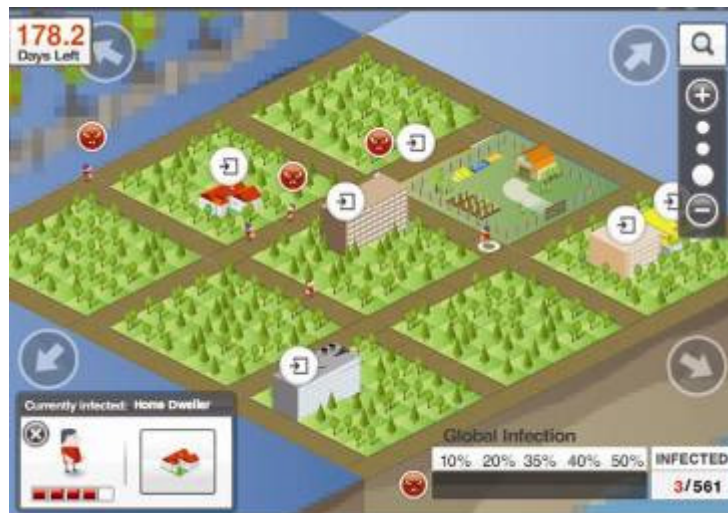 178.2
Days Left
Currently infected: Home Dweller
Global Infection
10% 20% 35% 40% 50%
INFECTED
3/561